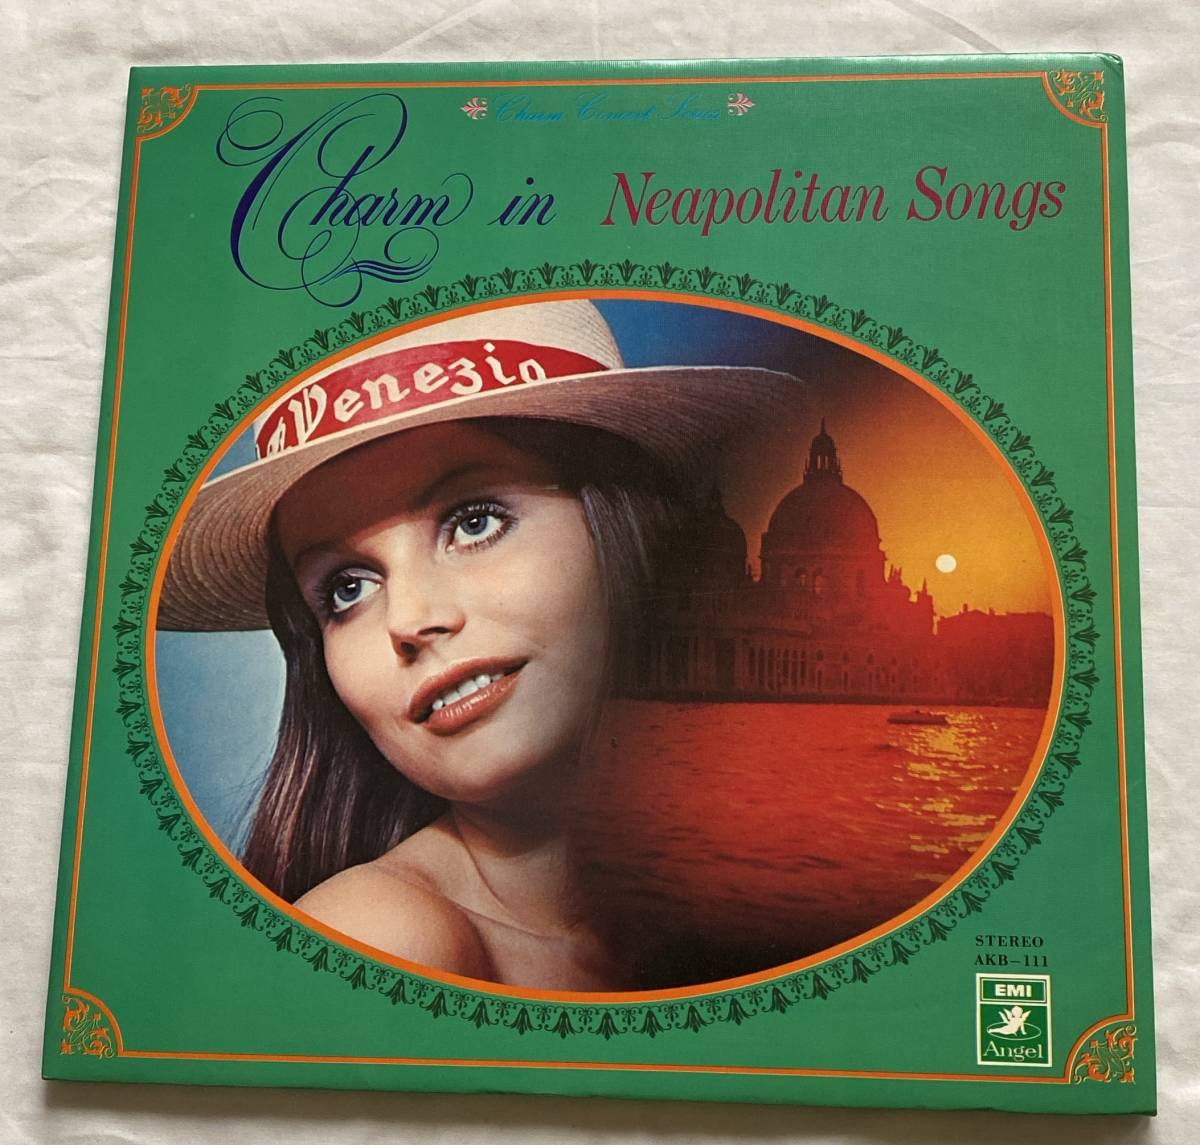 Charm Concert Series
Charm in Neapolitan Songs
Venezia
STEREO
AKB-111
EMI
Angel